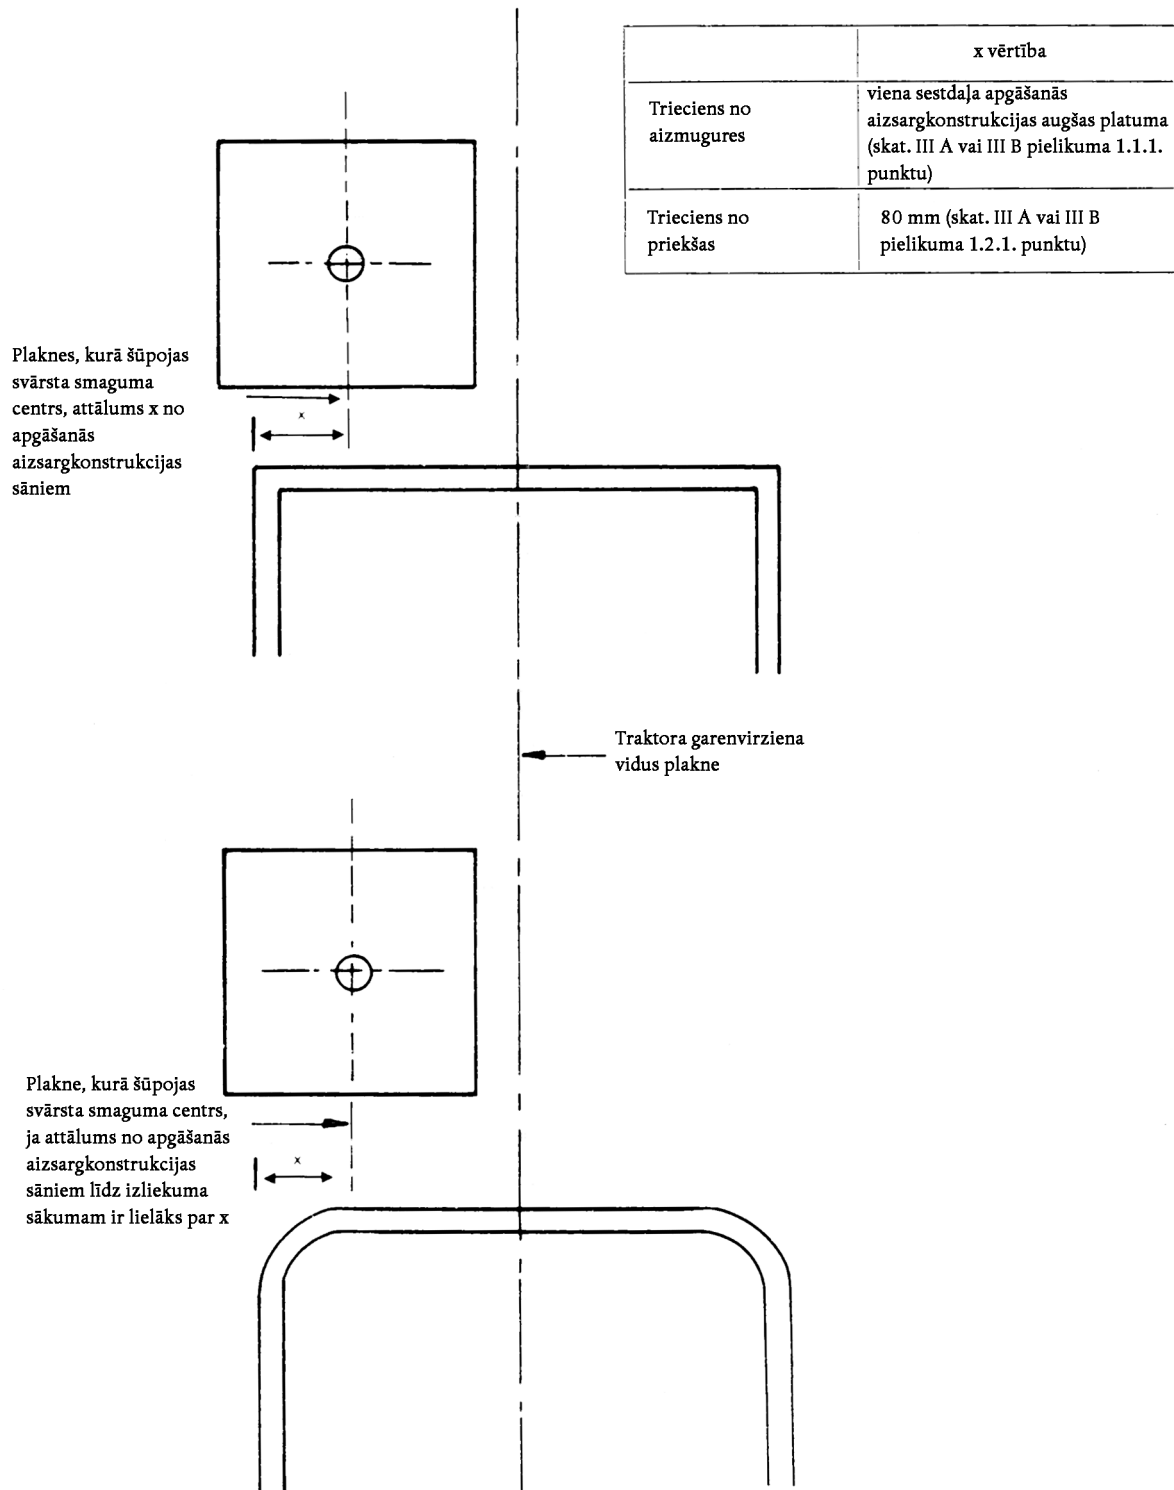 x vērtība
Trieciens no
aizmugures
viena sestdaļa apgāšanās
aizsargkonstrukcijas augšas platuma
(skat. III A vai III B pielikuma 1.1.1.
punktu)
Trieciens no
priekšas
80 mm (skat. III A vai III B
pielikuma 1.2.1. punktu)
Plaknes, kurā šūpojas
svārsta smaguma
centrs, attālums x no
apgāšanās
aizsargkonstrukcijas
sāniem
x
Traktora garenvirziena
vidus plakne
Plakne, kurā šūpojas
svārsta smaguma centrs,
ja attālums no apgāšanās
aizsargkonstrukcijas
sāniem līdz izliekuma
sākumam ir lielāks par x
x